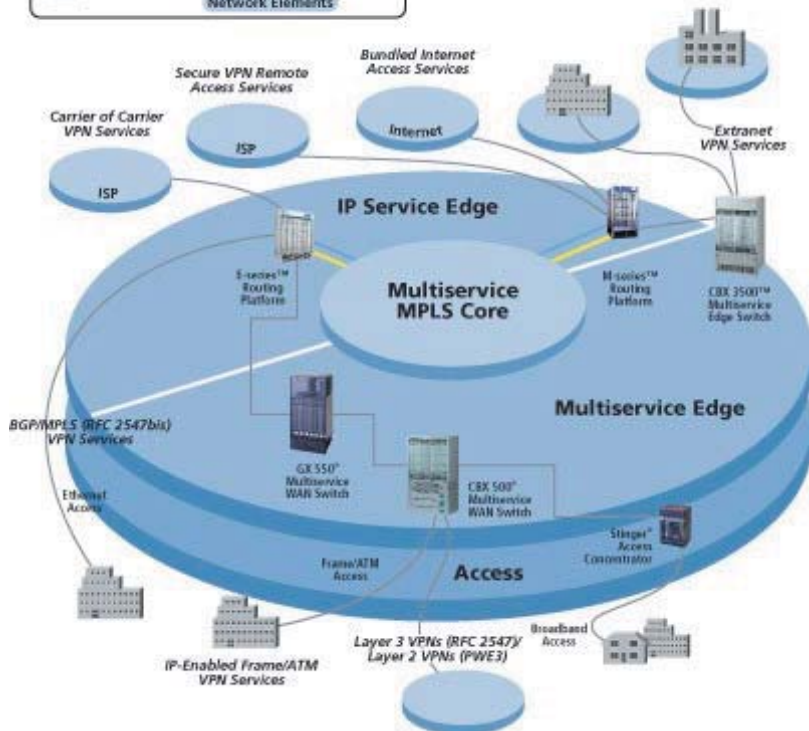 Network Elements
Bundled Internet
Access Services
Secure VPN Remote
Access Services
Carrier of Carrier
VPN Services
Internet
ISP
ISP
Extranet
VPN Services
IP Service Edge
E-series™
Routing
Platform
M-series™
Routing
Platform
CBX 3500™
Multiservice
Edge Switch
Multiservice
MPLS Core
Multiservice Edge
BGP/MPLS (RFC 2547bis)
VPN Services
GX 550®
Multiservice
WAN Switch
CBX 500®
Multiservice
WAN Switch
Ethernet
Access
Stinger®
Access
Concentrator
Frame/ATM
Access
Access
Broadband
Access
Layer 3 VPNs (RFC 2547)/
Layer 2 VPNs (PWE3)
IP-Enabled Frame/ATM
VPN Services